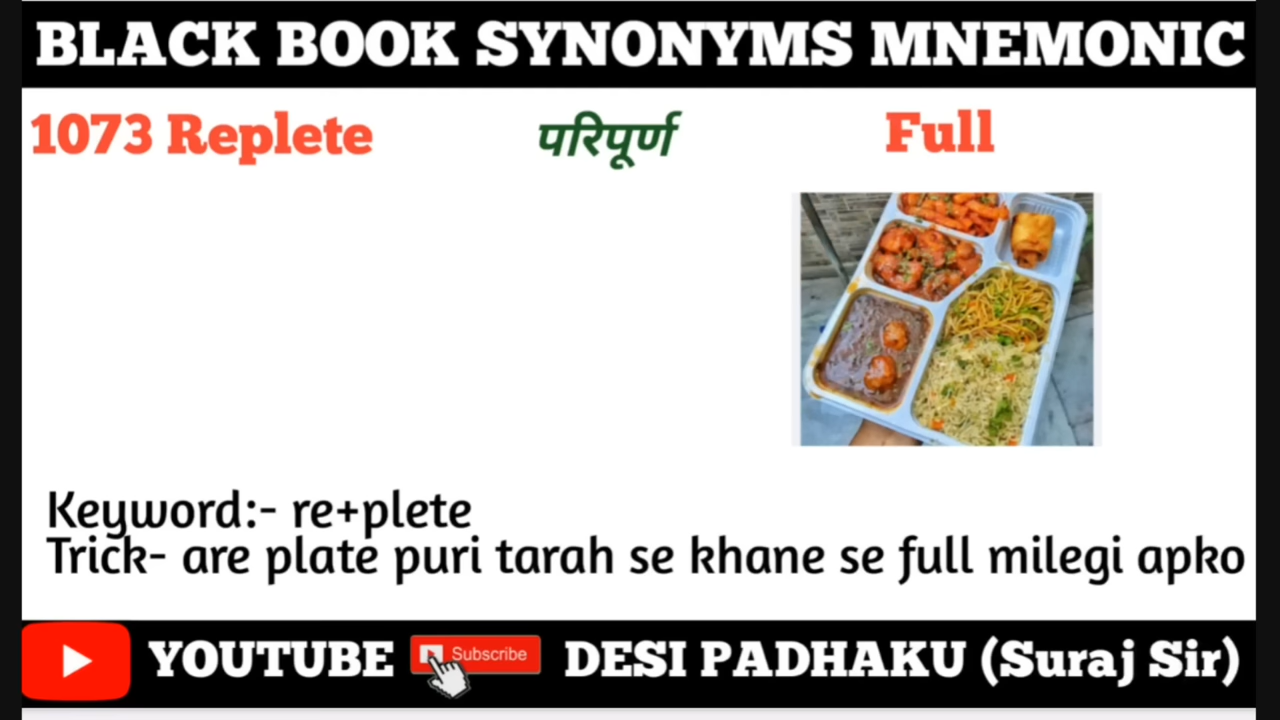 BLACK BOOK SYNONYMS MNEMONIC
1073 Replete परिपूर्ण Full
Keyword:- re+plete
Trick- are plate puri tarah se khane se full milegi apko
YOUTUBE Subscribe DESI PADHAKU (Suraj Sir)